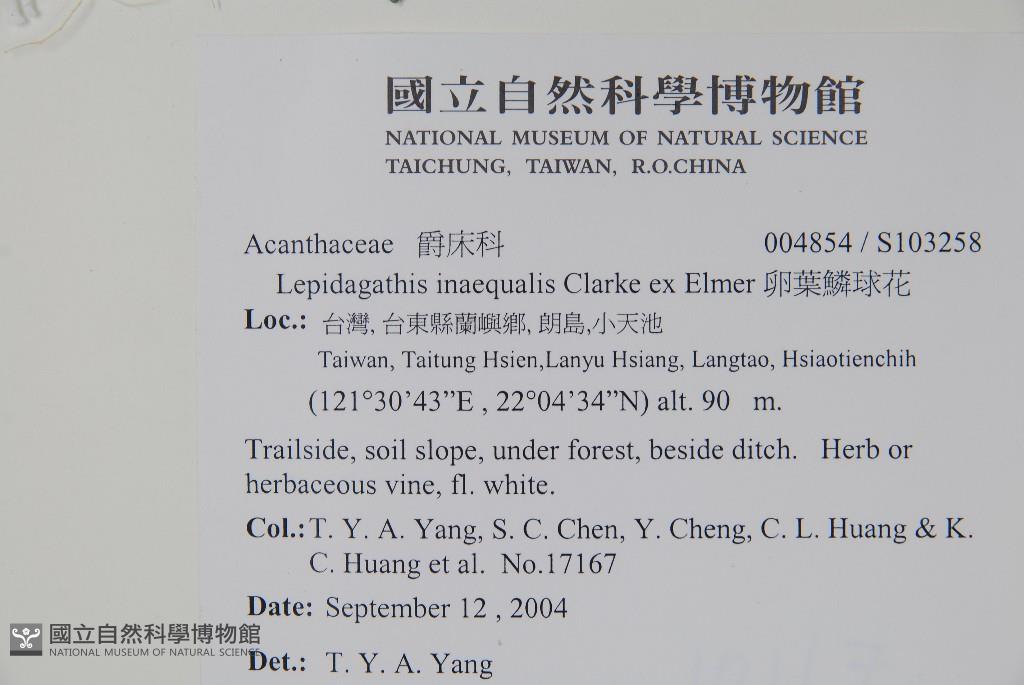 國立自然科學博物館
NATIONAL MUSEUM OF NATURAL SCIENCE
TAICHUNG, TAIWAN, R.O.CHINA
Acanthaceae 爵床科 004854 / S103258
Lepidagathis inaequalis Clarke ex Elmer 卵葉鱗球花
Loc.: 台灣, 台東縣蘭嶼鄉, 朗島,小天池
Taiwan, Taitung Hsien,Lanyu Hsiang, Langtao, Hsiaotienchih
(121°30’43”E , 22°04’34”N) alt. 90 m.
Trailside, soil slope, under forest, beside ditch. Herb or
herbaceous vine, fl. white.
Col.: T. Y. A. Yang, S. C. Chen, Y. Cheng, C. L. Huang & K.
C. Huang et al. No.17167
Date: September 12 , 2004
Det.: T. Y. A. Yang
國立自然科學博物館
NATIONAL MUSEUM OF NATURAL SCIENCE